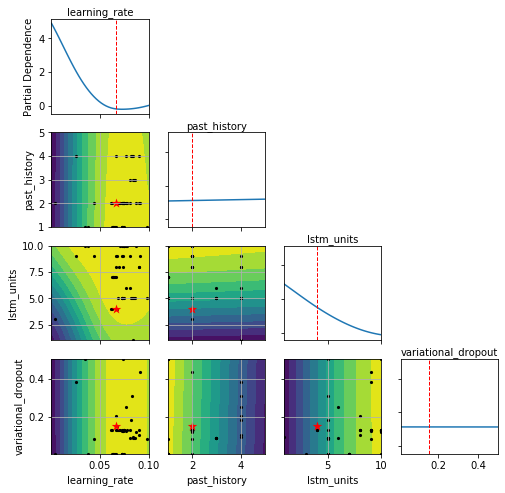 learning_rate
Partial Dependence
4
2
0
past_history
past_history
5
4
3
2
1
lstm_units
lstm_units
10.0
7.5
5.0
2.5
variational_dropout
variational_dropout
0.4
0.2
0.05 0.10 2 4 5 10 0.2 0.4
learning_rate past_history lstm_units